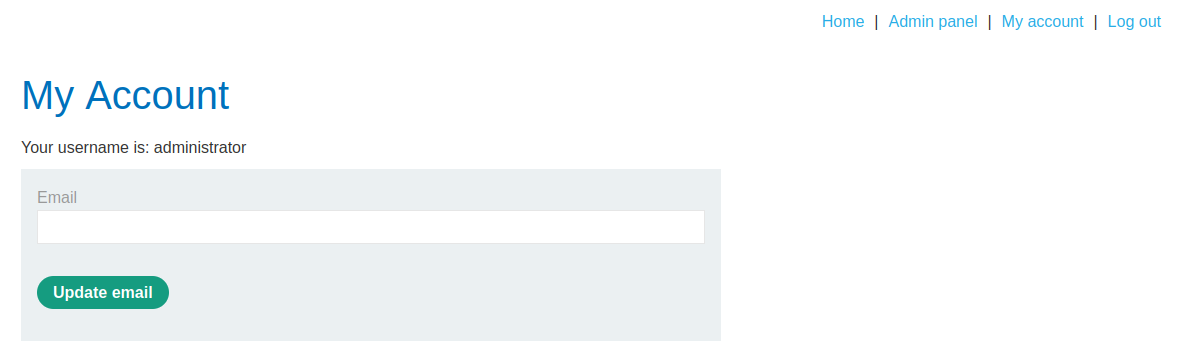 Home | Admin panel | My account | Log out
My Account
Your username is: administrator
Email
Update email